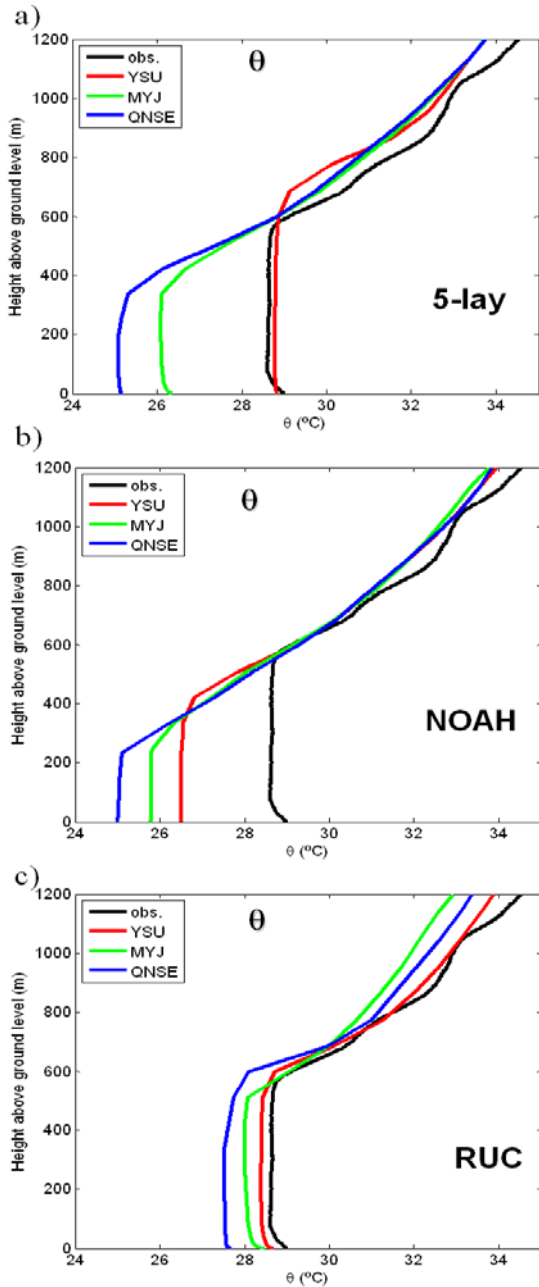 a)
θ
obs.
YSU
MYJ
QNSE
1200
1000
800
600
400
200
0
Height above ground level (m)
5-lay
24 26 28 30 32 34
θ (ºC)
b)
θ
obs.
YSU
MYJ
QNSE
1200
1000
800
600
400
200
0
Height above ground level (m)
NOAH
24 26 28 30 32 34
θ (ºC)
c)
θ
obs.
YSU
MYJ
QNSE
1200
1000
800
600
400
200
0
Height above ground level (m)
RUC
24 26 28 30 32 34
θ (ºC)